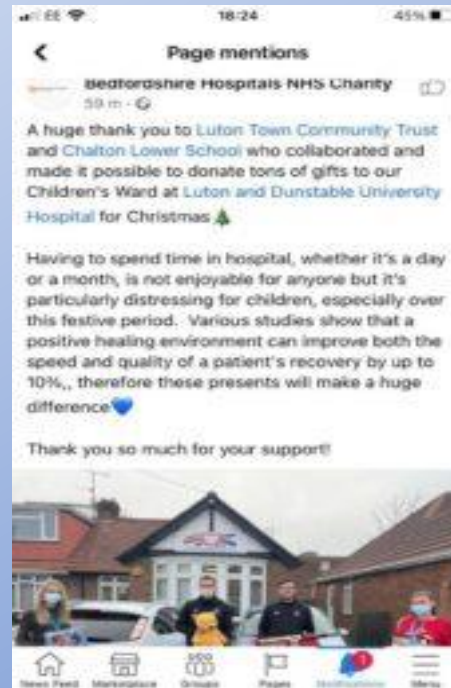 EE 18:24 45%
Page mentions
Bedfordshire Hospitals NHS Charity
59 m
A huge thank you to Luton Town Community Trust
and Chalton Lower School who collaborated and
made it possible to donate tons of gifts to our
Children's Ward at Luton and Dunstable University
Hospital for Christmas
Having to spend time in hospital, whether it's a day
or a month, is not enjoyable for anyone but it's
particularly distressing for children, especially over
this festive period. Various studies show that a
positive healing environment can improve both the
speed and quality of a patient's recovery by up to
10%,, therefore these presents will make a huge
difference
Thank you so much for your support!
News Feed Marketplace Groups Pages Notifications Menu